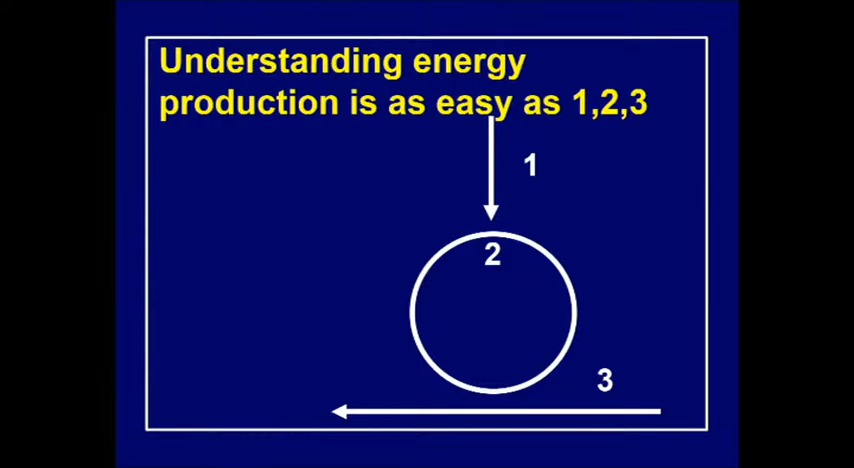 Understanding energy
production is as easy as 1,2,3
1
2
3